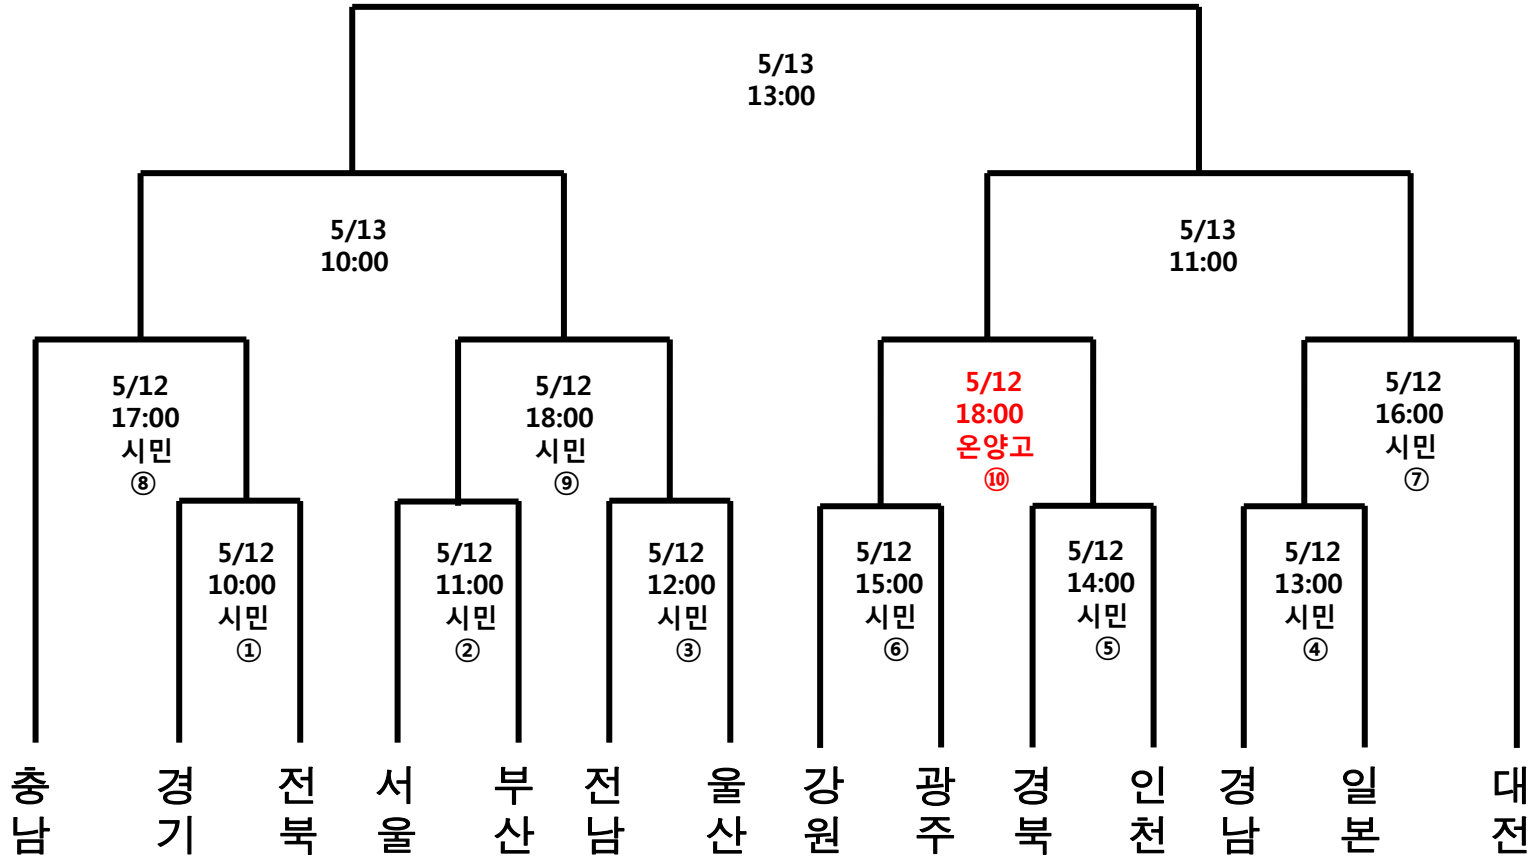 5/13
13:00
5/13
10:00
5/13
11:00
5/12
17:00
시민
⑧
5/12
18:00
시민
⑨
5/12
18:00
온양고
⑩
5/12
16:00
시민
⑦
5/12
10:00
시민
①
5/12
11:00
시민
②
5/12
12:00
시민
③
5/12
15:00
시민
⑥
5/12
14:00
시민
⑤
5/12
13:00
시민
④
충남
경기
전북
서울
부산
전남
울산
강원
광주
경북
인천
경남
일본
대전